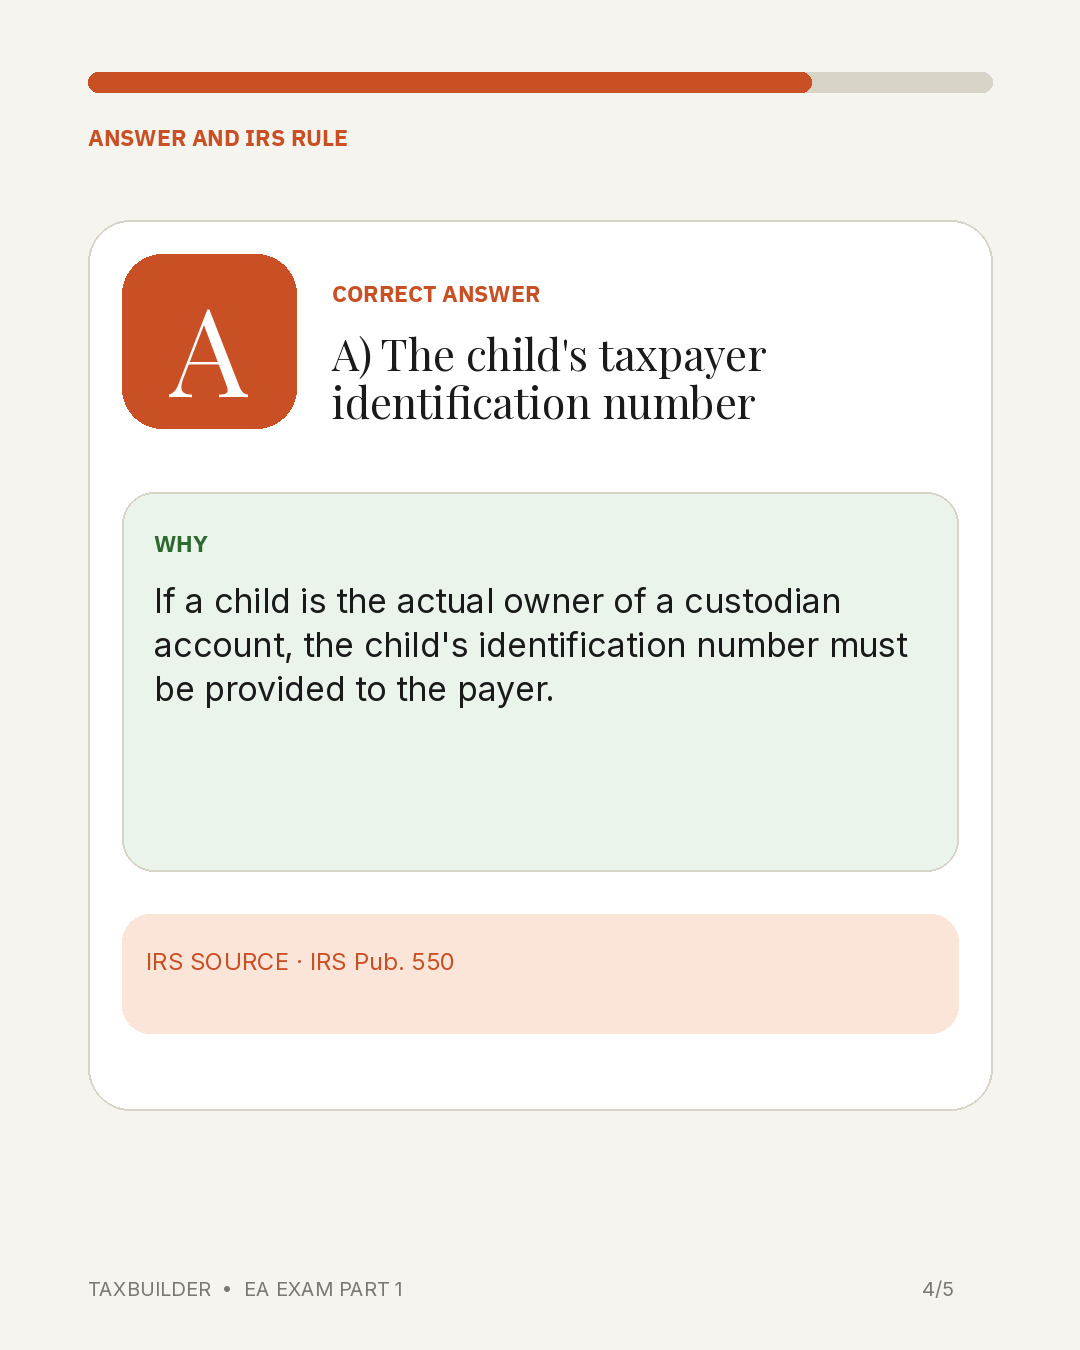 ANSWER AND IRS RULE
A
CORRECT ANSWER
A) The child's taxpayer
identification number
WHY
If a child is the actual owner of a custodian
account, the child's identification number must
be provided to the payer.
IRS SOURCE · IRS Pub. 550
TAXBUILDER • EA EXAM PART 1
4/5